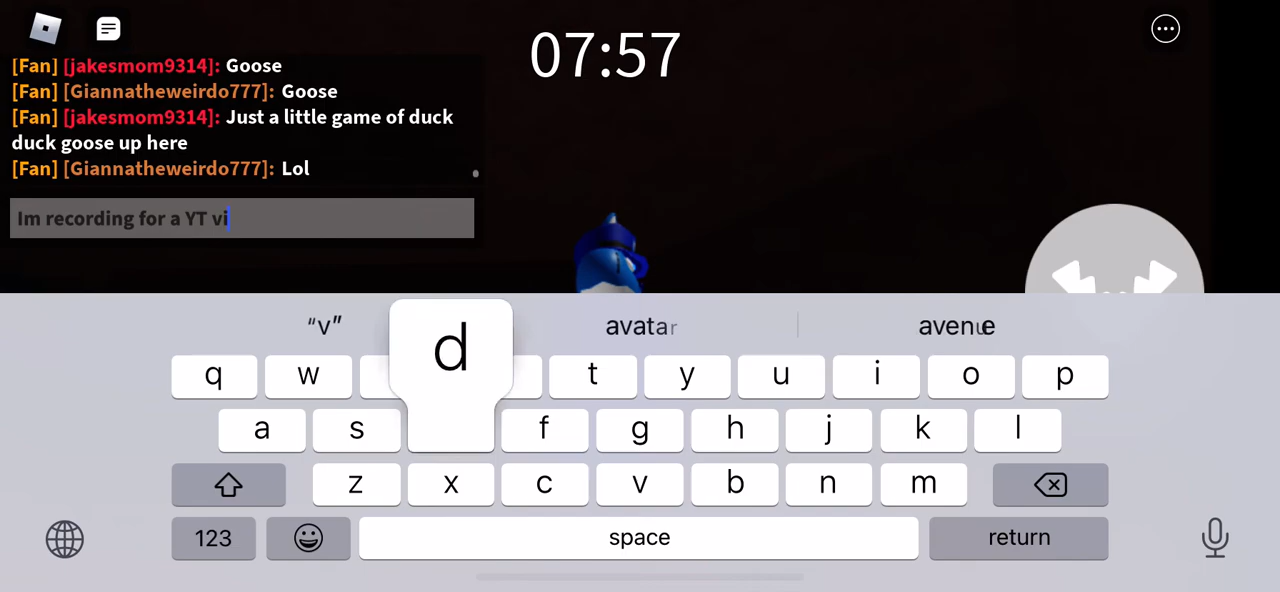 07:57
[Fan] [jakesmom9314]: Goose
[Fan] [Giannatheweirdo777]: Goose
[Fan] [jakesmom9314]: Just a little game of duck
duck goose up here
[Fan] [Giannatheweirdo777]: Lol
Im recording for a YT vi
“v” avatar avenue
d
q w t y u i o p
a s f g h j k l
z x c v b n m
123 space return